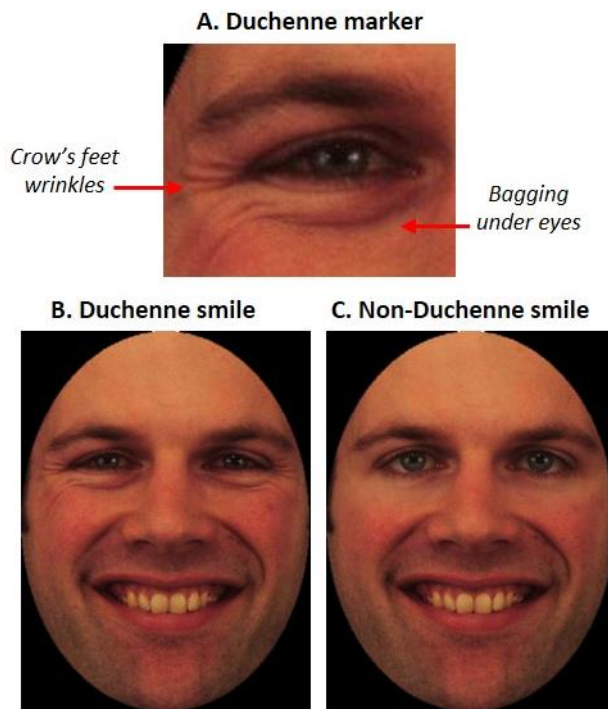 A. Duchenne marker
Crow's feet
wrinkles
Bagging
under eyes
B. Duchenne smile
C. Non-Duchenne smile